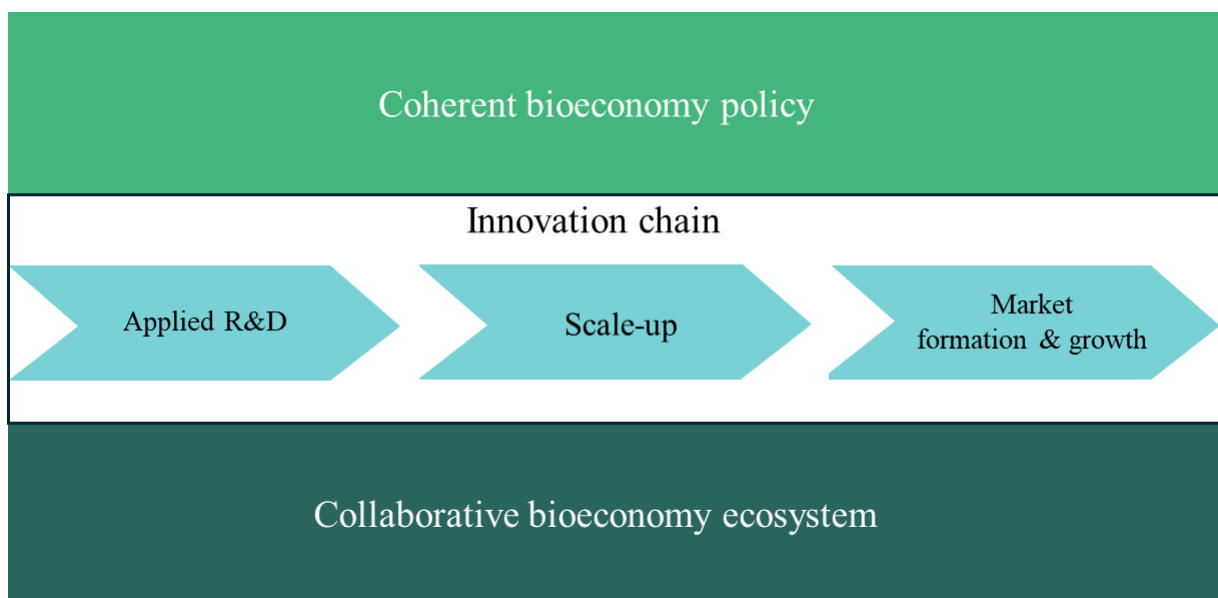 Coherent bioeconomy policy
Innovation chain
Applied R&D
Scale-up
Market
formation & growth
Collaborative bioeconomy ecosystem